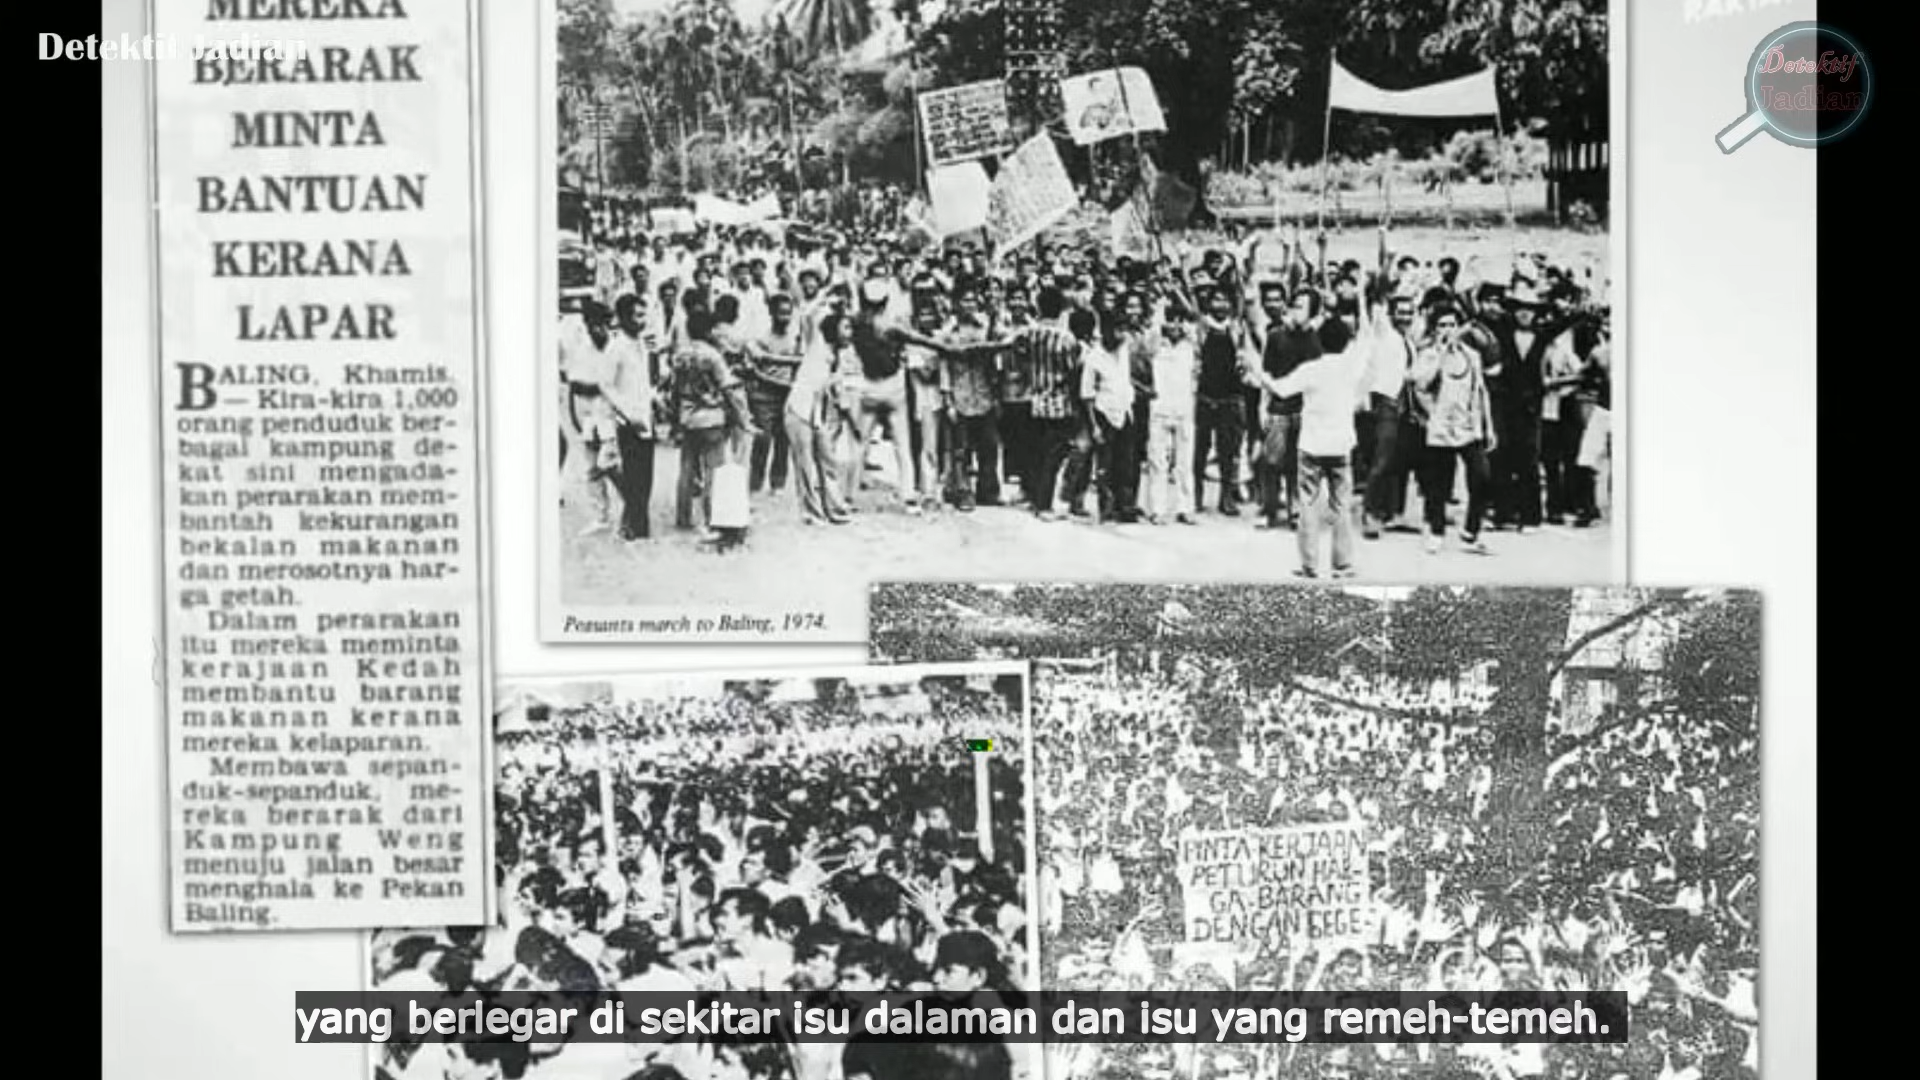 Detektif Jadian
Detektif
Jadian
MEREKA
BERARAK
MINTA
BANTUAN
KERANA
LAPAR
BALING, Khamis.
— Kira-kira 1,000
orang penduduk ber-
bagai kampung de-
kat sini mengada-
kan perarakan mem-
bantah kekurangan
bekalan makanan
dan merosotnya har-
ga getah.
Dalam perarakan
itu mereka meminta
kerajaan Kedah
membantu barang
makanan kerana
mereka kelaparan.
Membawa sepan-
duk-sepanduk, me-
reka berarak dari
Kampung Weng
menuju jalan besar
menghala ke Pekan
Baling.
Peasants march to Baling, 1974.
PINTA KERJAAN
PETURUN HAR-
GA BARANG
DENGAN SEGE-
yang berlegar di sekitar isu dalaman dan isu yang remeh-temeh.